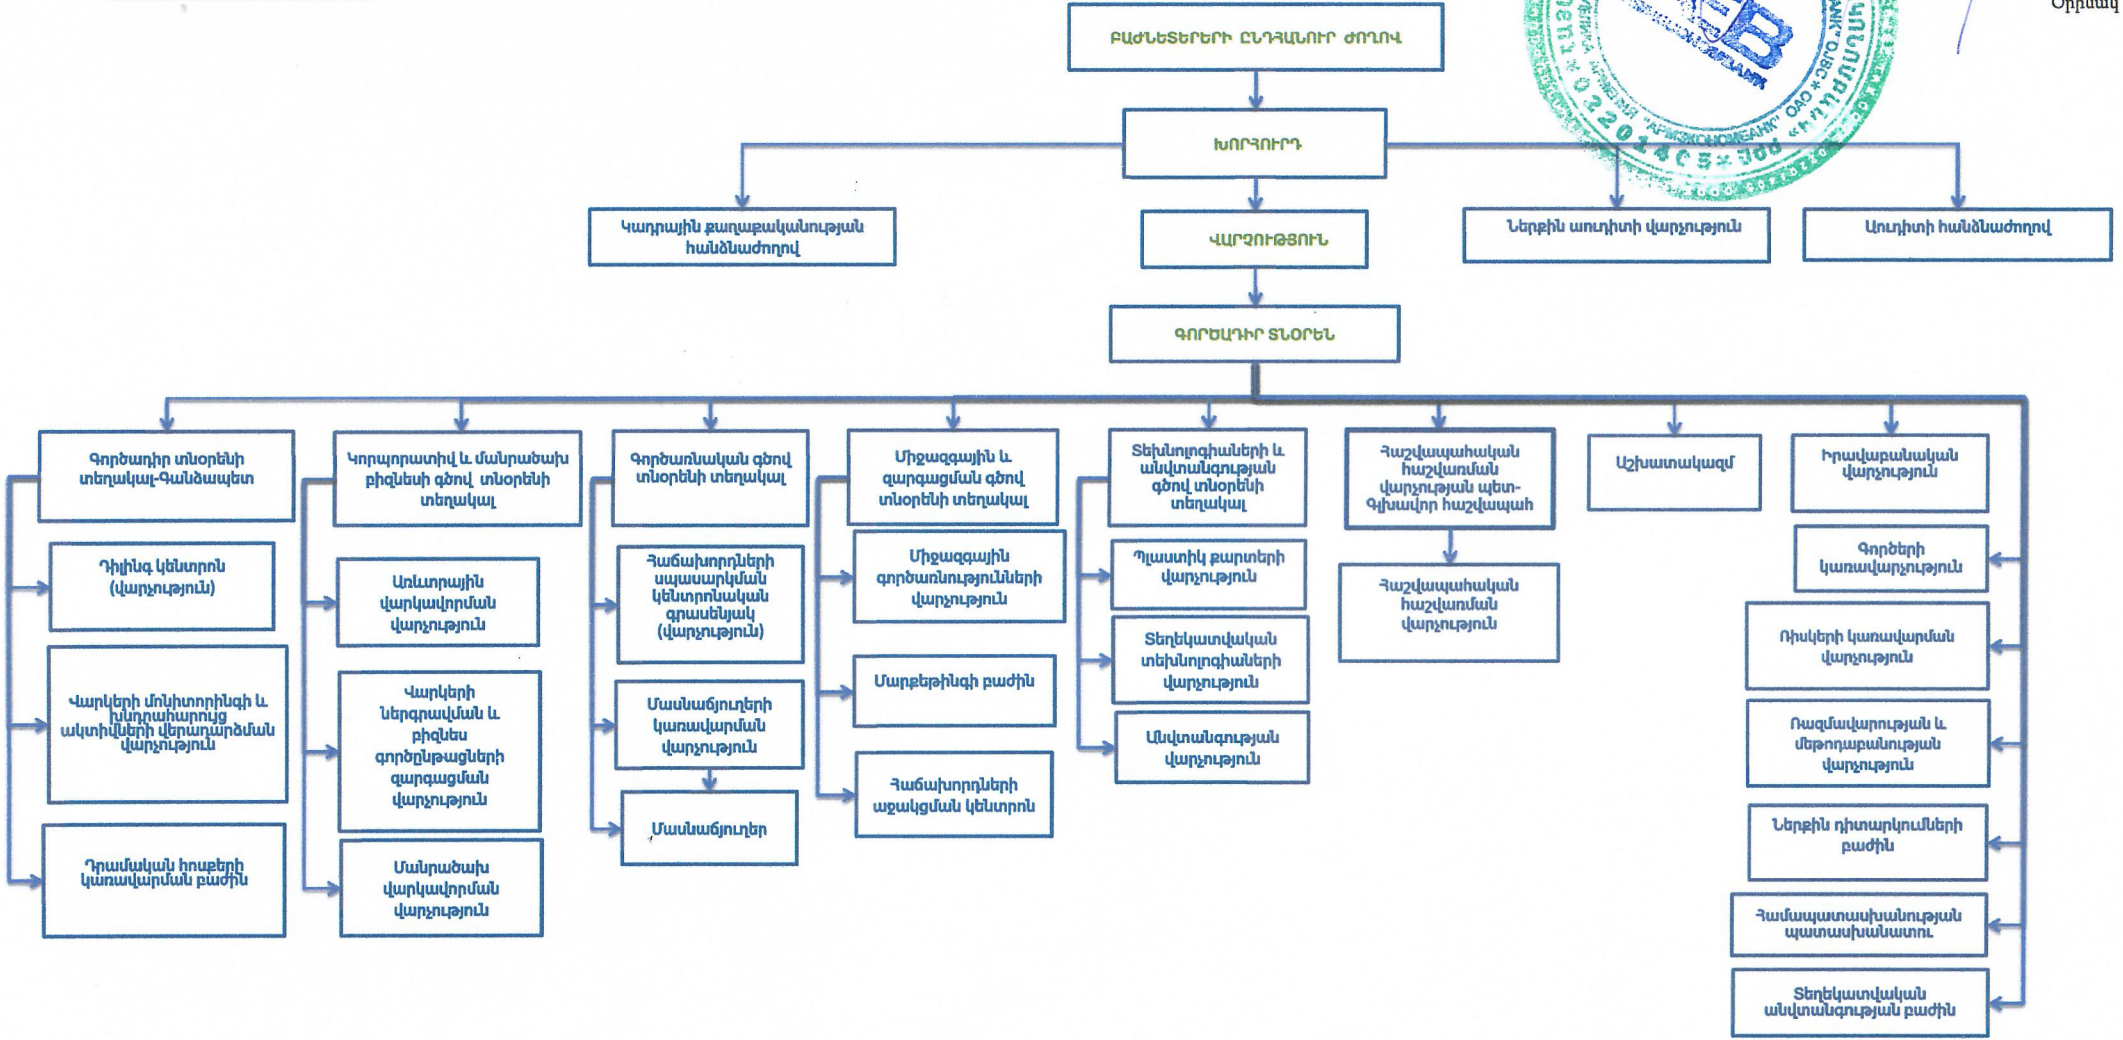 Օրինակ
ԲԱԺՆԵՏԵՐԵՐԻ ԸՆԴՀԱՆՈՒՐ ԺՈՂՈՎ
ԽՈՐՀՈՒՐԴ
Կադրային քաղաքականության
հանձնաժողով
ՎԱՐՉՈՒԹՅՈՒՆ
Ներքին աուդիտի վարչություն
Աուդիտի հանձնաժողով
ԳՈՐԾԱԴԻՐ ՏՆՕՐԵՆ
Գործադիր տնօրենի
տեղակալ-Գանձապետ
Դիլինգ կենտրոն
(վարչություն)
Վարկերի մոնիտորինգի և
խնդրահարույց
ակտիվների վերադարձման
վարչություն
Դրամական հոսքերի
կառավարման բաժին
Կորպորատիվ և մանրածախ
բիզնեսի գծով տնօրենի
տեղակալ
Առևտրային
վարկավորման
վարչություն
Վարկերի
ներգրավման և
բիզնես
գործընթացների
զարգացման
վարչություն
Մանրածախ
վարկավորման
վարչություն
Գործառնական գծով
տնօրենի տեղակալ
Հաճախորդների
սպասարկման
կենտրոնական
գրասենյակ
(վարչություն)
Մասնաճյուղերի
կառավարման
վարչություն
Մասնաճյուղեր
Միջազգային և
զարգացման գծով
տնօրենի տեղակալ
Միջազգային
գործառնությունների
վարչություն
Մարքեթինգի բաժին
Հաճախորդների
աջակցման կենտրոն
Տեխնոլոգիաների և
անվտանգության
գծով տնօրենի
տեղակալ
Պլաստիկ քարտերի
վարչություն
Տեղեկատվական
տեխնոլոգիաների
վարչություն
Անվտանգության
վարչություն
Հաշվապահական
հաշվառման
վարչության պետ-
Գլխավոր հաշվապահ
Հաշվապահական
հաշվառման
վարչություն
Աշխատակազմ
Իրավաբանական
վարչություն
Գործերի
կառավարչություն
Ռիսկերի կառավարման
վարչություն
Ռազմավարության և
մեթոդաբանության
վարչություն
Ներքին դիտարկումների
բաժին
Համապատասխանության
պատասխանատու
Տեղեկատվական
անվտանգության բաժին